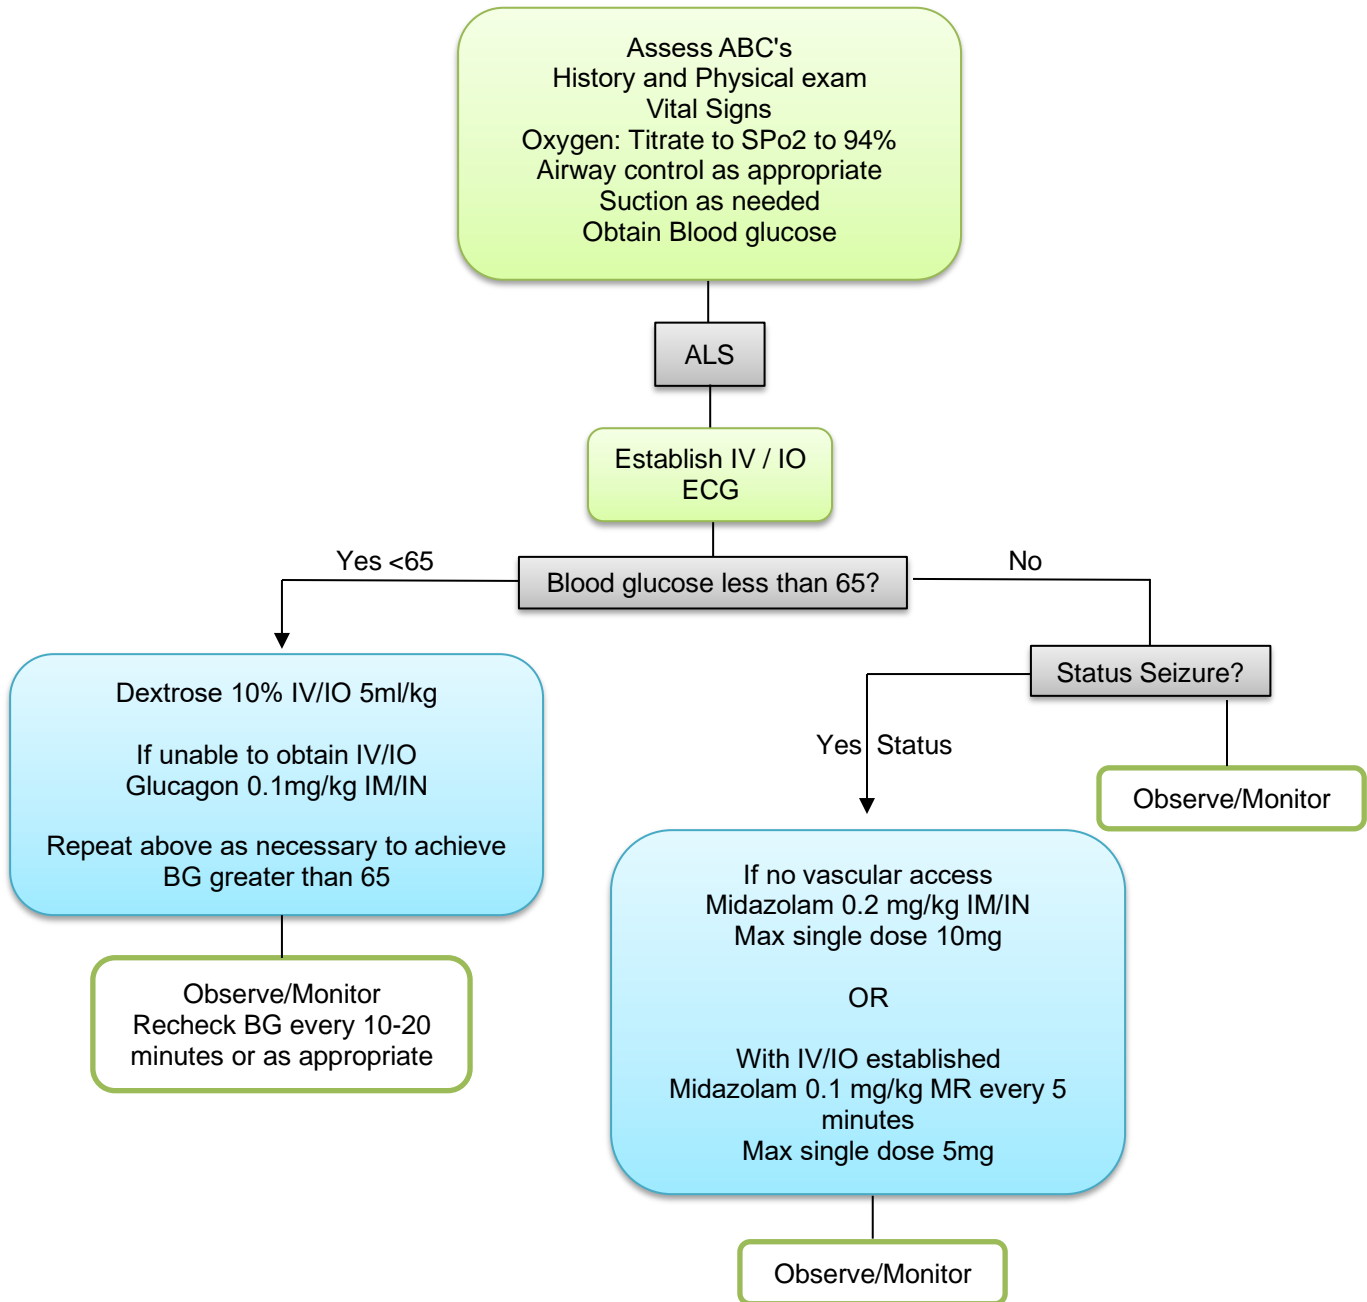 Assess ABC's
History and Physical exam
Vital Signs
Oxygen: Titrate to SPo2 to 94%
Airway control as appropriate
Suction as needed
Obtain Blood glucose
ALS
Establish IV / IO
ECG
Blood glucose less than 65?
Yes <65
No
Dextrose 10% IV/IO 5ml/kg
If unable to obtain IV/IO
Glucagon 0.1mg/kg IM/IN
Repeat above as necessary to achieve
BG greater than 65
Observe/Monitor
Recheck BG every 10-20
minutes or as appropriate
Status Seizure?
Yes Status
Observe/Monitor
If no vascular access
Midazolam 0.2 mg/kg IM/IN
Max single dose 10mg
OR
With IV/IO established
Midazolam 0.1 mg/kg MR every 5
minutes
Max single dose 5mg
Observe/Monitor